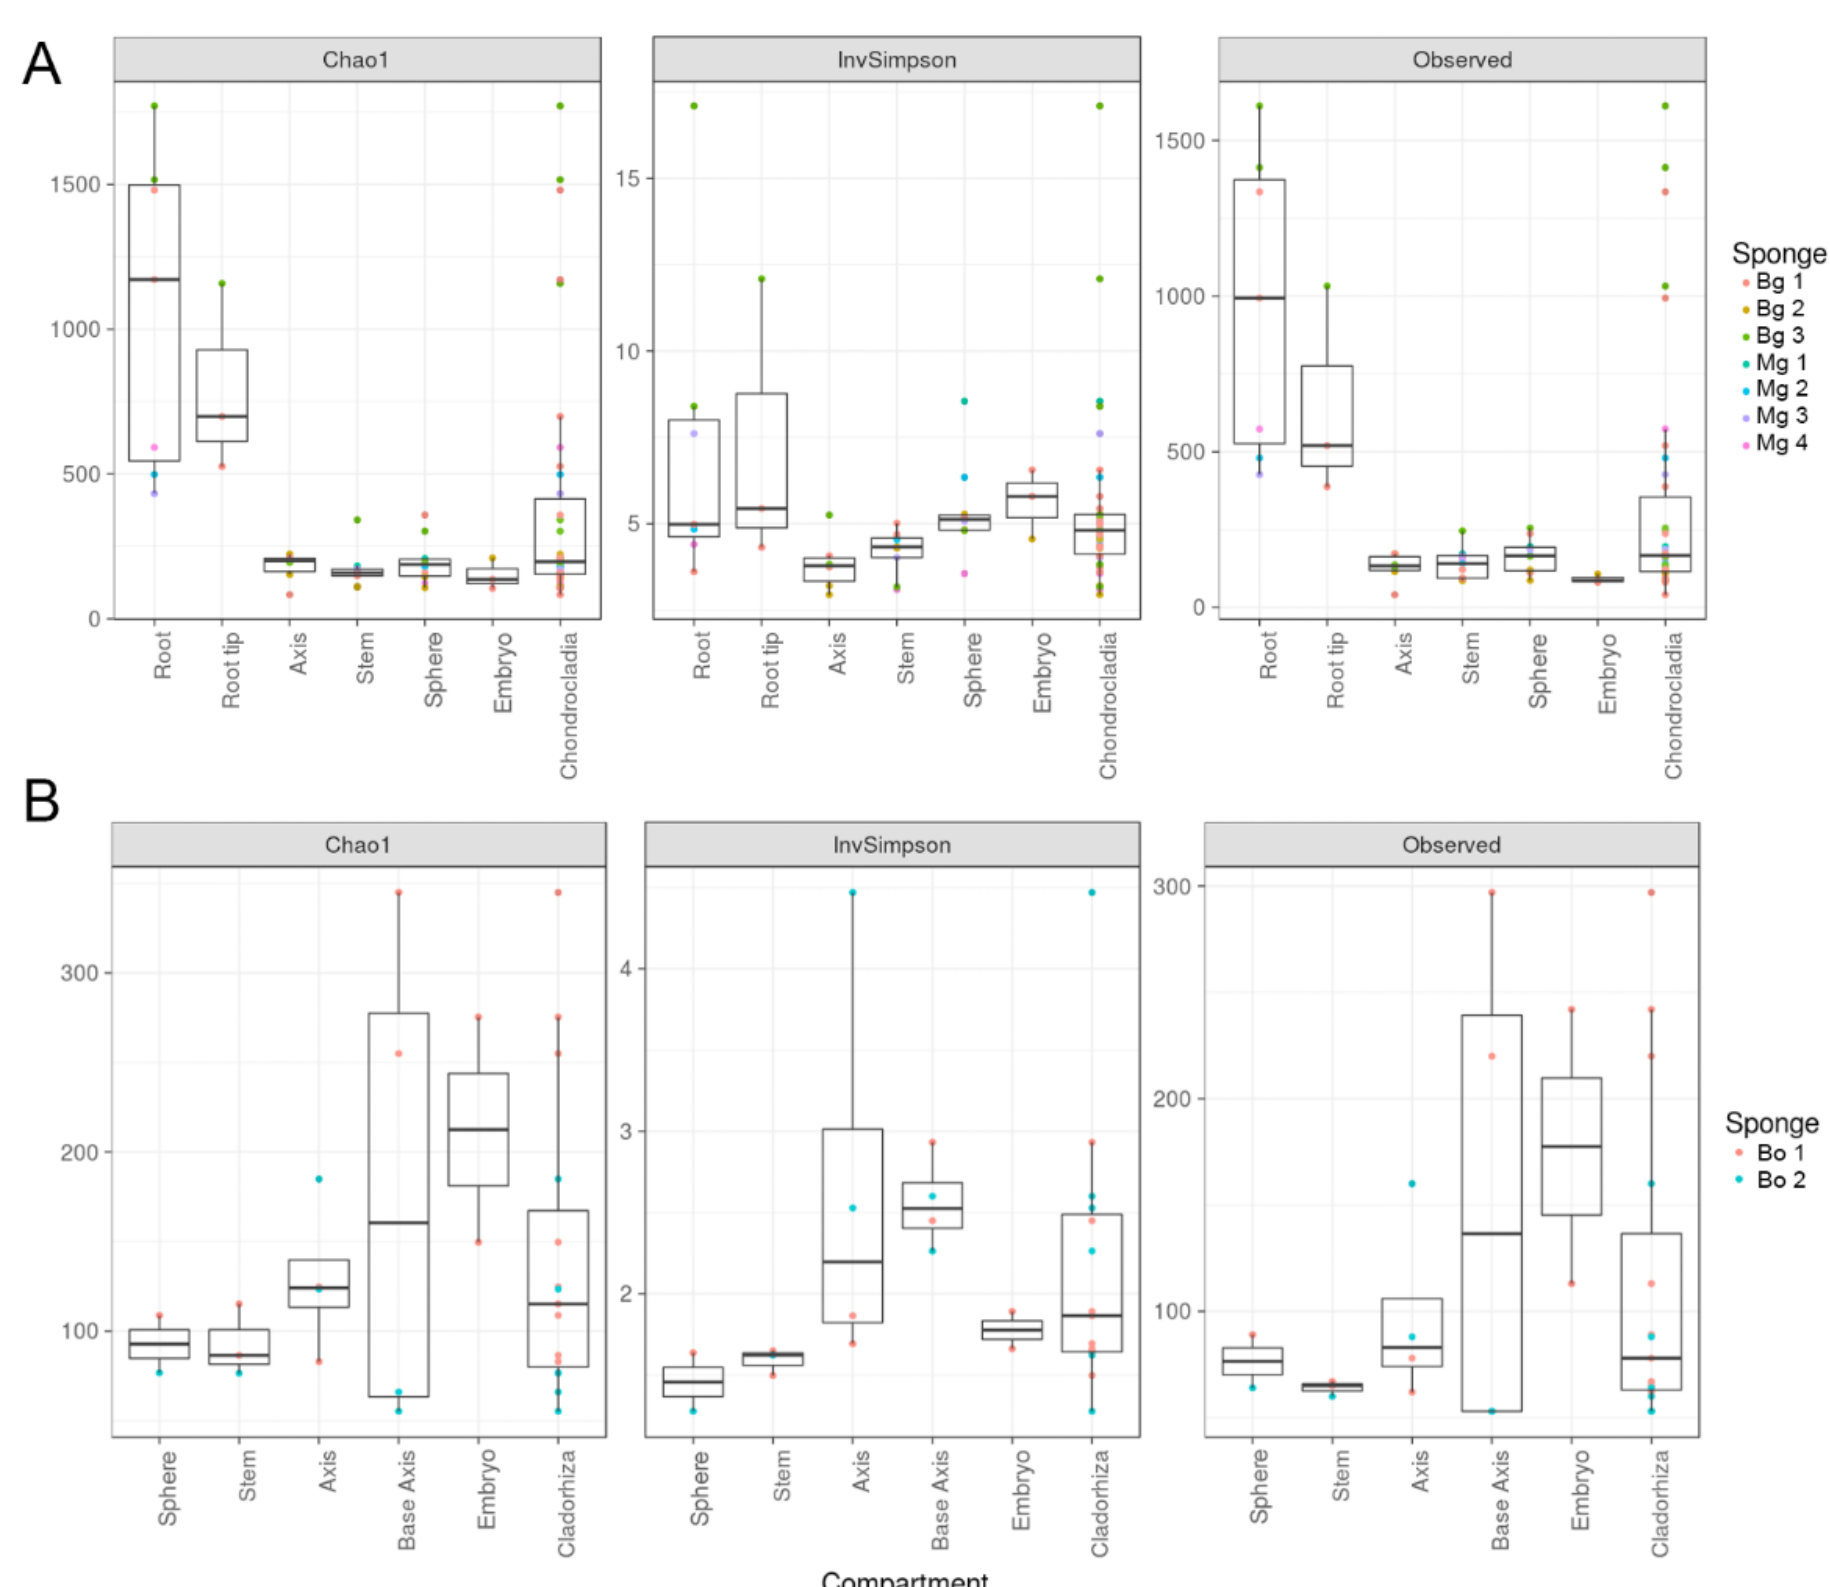 A
Chao1
InvSimpson
Observed
1500
1000
500
0
15
10
5
1500
1000
500
0
Root
Root tip
Axis
Stem
Sphere
Embryo
Chondrocladia
Root
Root tip
Axis
Stem
Sphere
Embryo
Chondrocladia
Root
Root tip
Axis
Stem
Sphere
Embryo
Chondrocladia
Sponge
Bg 1
Bg 2
Bg 3
Mg 1
Mg 2
Mg 3
Mg 4
B
Chao1
InvSimpson
Observed
300
200
100
4
3
2
300
200
100
Sphere
Stem
Axis
Base Axis
Embryo
Cladorhiza
Sphere
Stem
Axis
Base Axis
Embryo
Cladorhiza
Sphere
Stem
Axis
Base Axis
Embryo
Cladorhiza
Sponge
Bo 1
Bo 2
Compartment